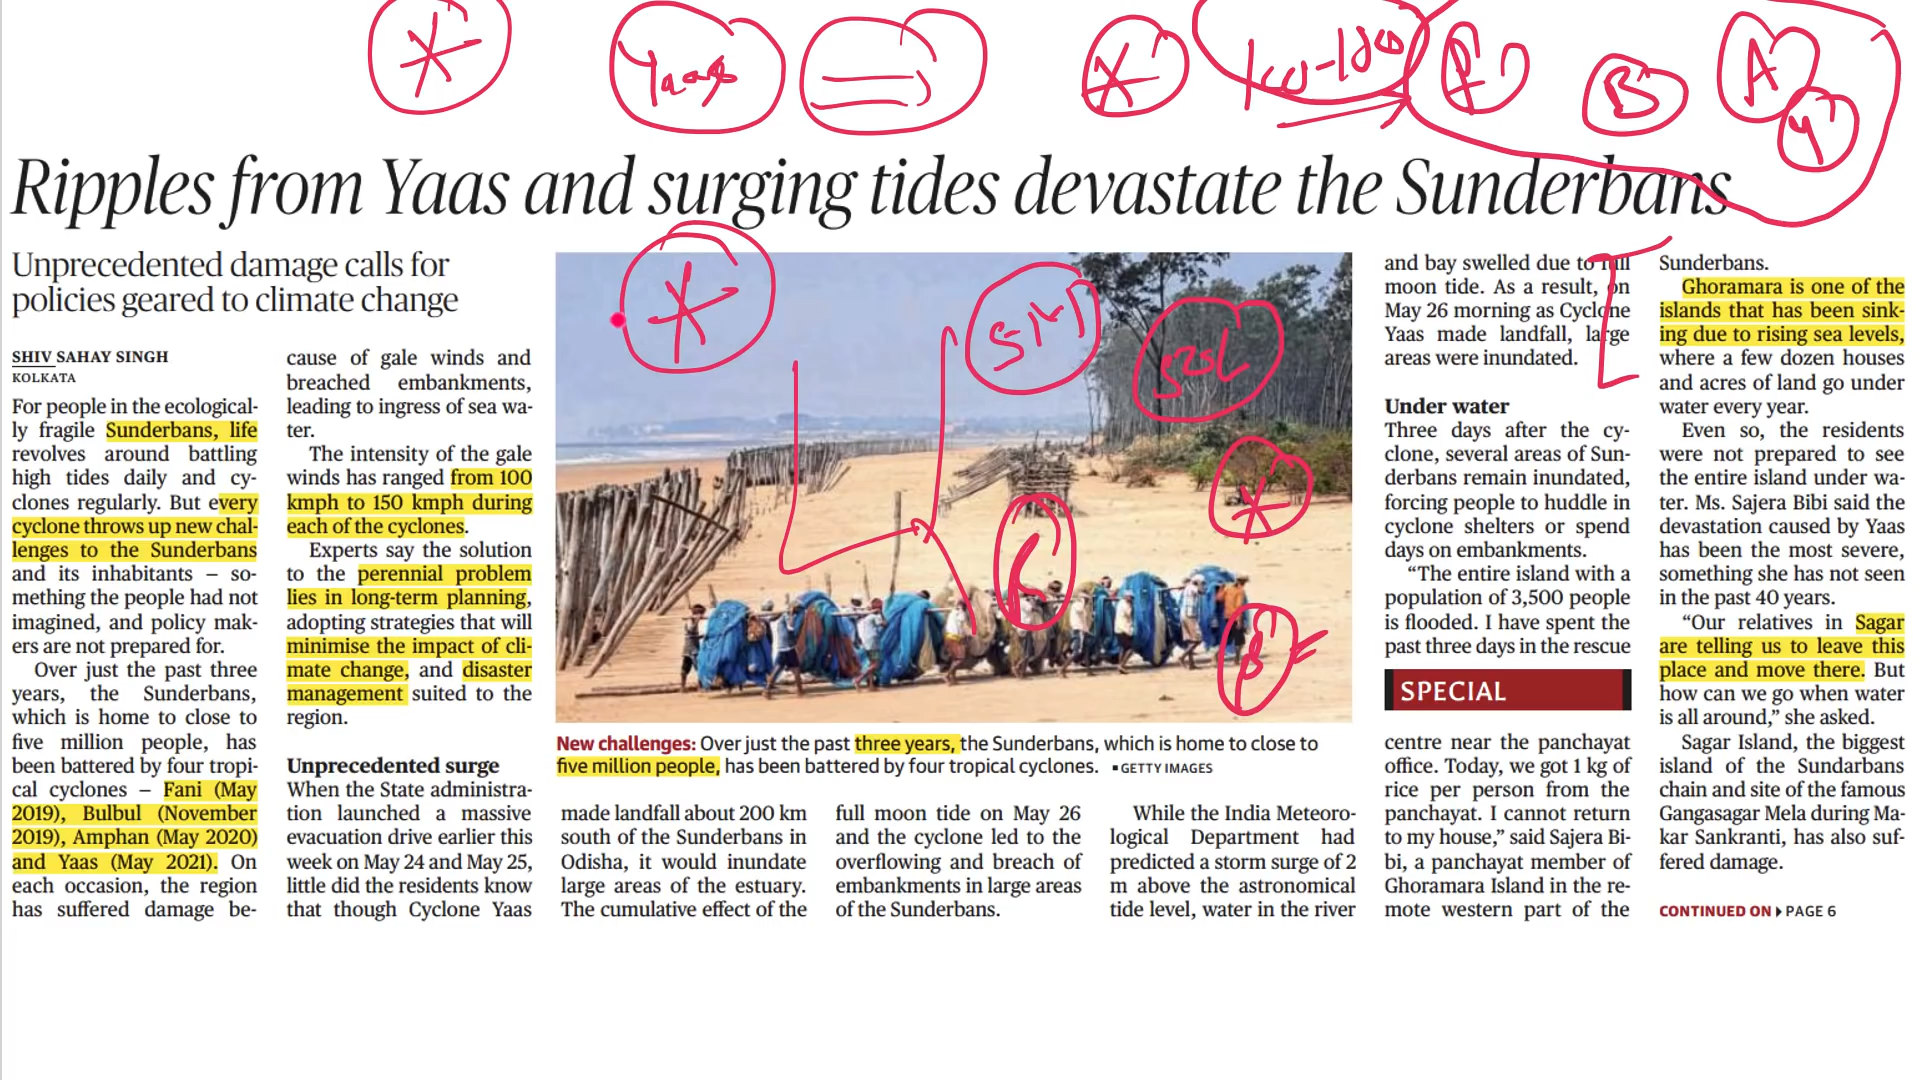 Yaas
100-150
F
B
A
Y
Ripples from Yaas and surging tides devastate the Sunderbans
Unprecedented damage calls for
policies geared to climate change
SHIV SAHAY SINGH
KOLKATA
For people in the ecological-
ly fragile Sunderbans, life
revolves around battling
high tides daily and cy-
clones regularly. But every
cyclone throws up new chal-
lenges to the Sunderbans
and its inhabitants – so-
mething the people had not
imagined, and policy mak-
ers are not prepared for.
Over just the past three
years, the Sunderbans,
which is home to close to
five million people, has
been battered by four tropi-
cal cyclones – Fani (May
2019), Bulbul (November
2019), Amphan (May 2020)
and Yaas (May 2021). On
each occasion, the region
has suffered damage be-
cause of gale winds and
breached embankments,
leading to ingress of sea wa-
ter.
The intensity of the gale
winds has ranged from 100
kmph to 150 kmph during
each of the cyclones.
Experts say the solution
to the perennial problem
lies in long-term planning,
adopting strategies that will
minimise the impact of cli-
mate change, and disaster
management suited to the
region.
Unprecedented surge
When the State administra-
tion launched a massive
evacuation drive earlier this
week on May 24 and May 25,
little did the residents know
that though Cyclone Yaas
New challenges: Over just the past three years, the Sunderbans, which is home to close to
five million people, has been battered by four tropical cyclones. ▪ GETTY IMAGES
made landfall about 200 km
south of the Sunderbans in
Odisha, it would inundate
large areas of the estuary.
The cumulative effect of the
full moon tide on May 26
and the cyclone led to the
overflowing and breach of
embankments in large areas
of the Sunderbans.
While the India Meteoro-
logical Department had
predicted a storm surge of 2
m above the astronomical
tide level, water in the river
and bay swelled due to full
moon tide. As a result, on
May 26 morning as Cyclone
Yaas made landfall, large
areas were inundated.
Under water
Three days after the cy-
clone, several areas of Sun-
derbans remain inundated,
forcing people to huddle in
cyclone shelters or spend
days on embankments.
“The entire island with a
population of 3,500 people
is flooded. I have spent the
past three days in the rescue
SPECIAL
centre near the panchayat
office. Today, we got 1 kg of
rice per person from the
panchayat. I cannot return
to my house,” said Sajera Bi-
bi, a panchayat member of
Ghoramara Island in the re-
mote western part of the
Sunderbans.
Ghoramara is one of the
islands that has been sink-
ing due to rising sea levels,
where a few dozen houses
and acres of land go under
water every year.
Even so, the residents
were not prepared to see
the entire island under wa-
ter. Ms. Sajera Bibi said the
devastation caused by Yaas
has been the most severe,
something she has not seen
in the past 40 years.
“Our relatives in Sagar
are telling us to leave this
place and move there. But
how can we go when water
is all around,” she asked.
Sagar Island, the biggest
island of the Sundarbans
chain and site of the famous
Gangasagar Mela during Ma-
kar Sankranti, has also suf-
fered damage.
CONTINUED ON ▸ PAGE 6